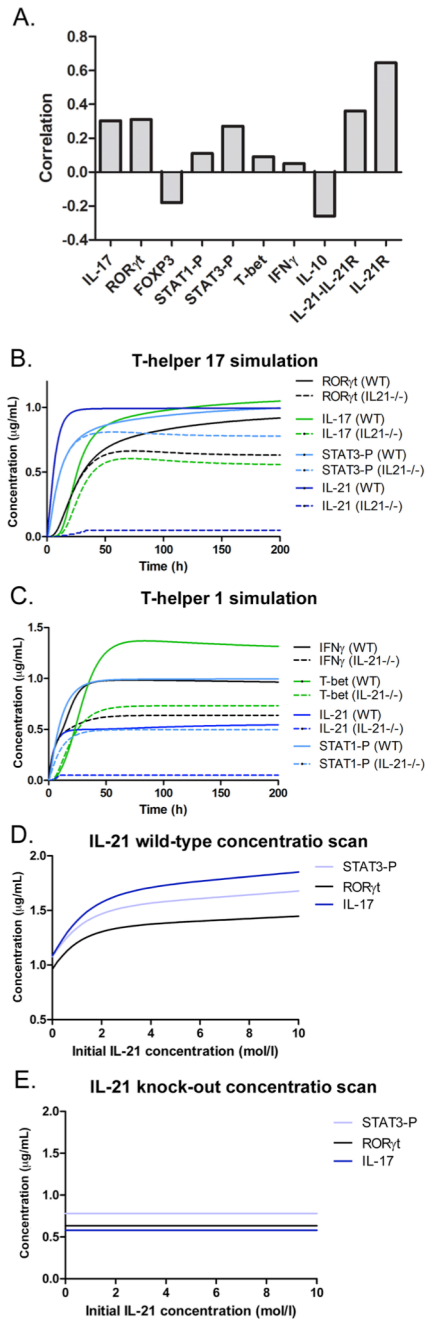 A.
0.8
0.6
0.4
0.2
0.0
-0.2
-0.4
Correlation
IL-17
RORγt
FOXP3
STAT1-P
STAT3-P
T-bet
IFNγ
IL-10
IL-21-IL-21R
IL-21R
B.
T-helper 17 simulation
1.0
0.5
0.0
Concentration (μg/mL)
0 50 100 150 200
Time (h)
RORγt (WT)
RORγt (IL21-/-)
IL-17 (WT)
IL-17 (IL21-/-)
STAT3-P (WT)
STAT3-P (IL21-/-)
IL-21 (WT)
IL-21 (IL21-/-)
C.
T-helper 1 simulation
1.5
1.0
0.5
0.0
Concentration (μg/mL)
0 50 100 150 200
Time (h)
IFNγ (WT)
IFNγ (IL-21-/-)
T-bet (WT)
T-bet (IL-21-/-)
IL-21 (WT)
IL-21 (IL-21-/-)
STAT1-P (WT)
STAT1-P (IL-21-/-)
D.
IL-21 wild-type concentratio scan
2.0
1.5
1.0
0.5
Concentration (μg/mL)
0 2 4 6 8 10
Initial IL-21 concentration (mol/l)
STAT3-P
RORγt
IL-17
E.
IL-21 knock-out concentratio scan
2.0
1.5
1.0
0.5
0.0
Concentration (μg/mL)
0 2 4 6 8 10
Initial IL-21 concentration (mol/l)
STAT3-P
RORγt
IL-17